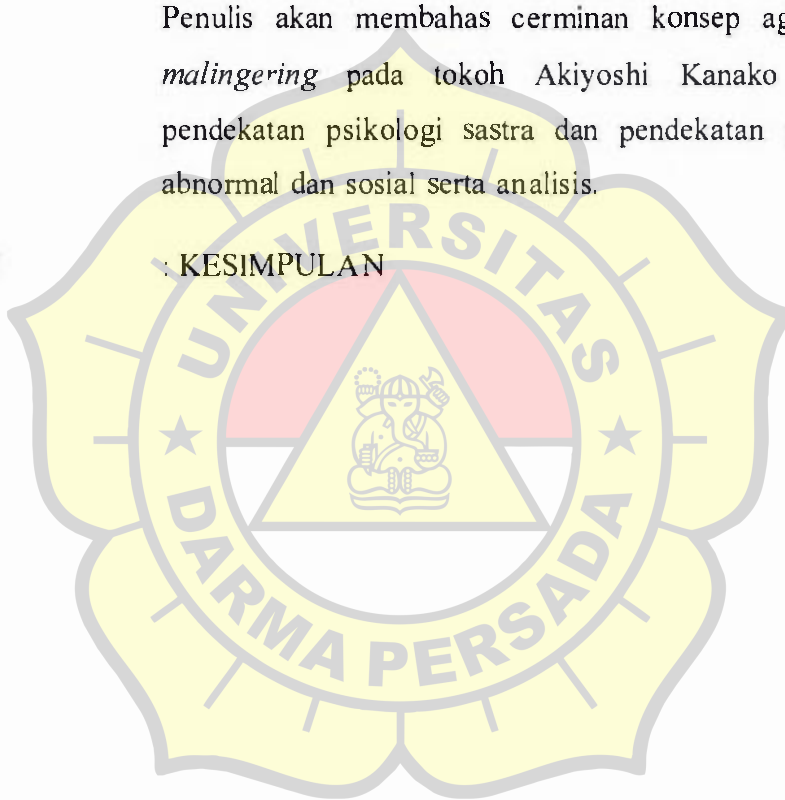 Penulis akan membahas cerminan konsep ag
malingering pada tokoh Akiyoshi Kanako
pendekatan psikologi sastra dan pendekatan
abnormal dan sosial serta analisis.
: KESIMPULAN
UNIVERSITAS
DARMA PERSADA